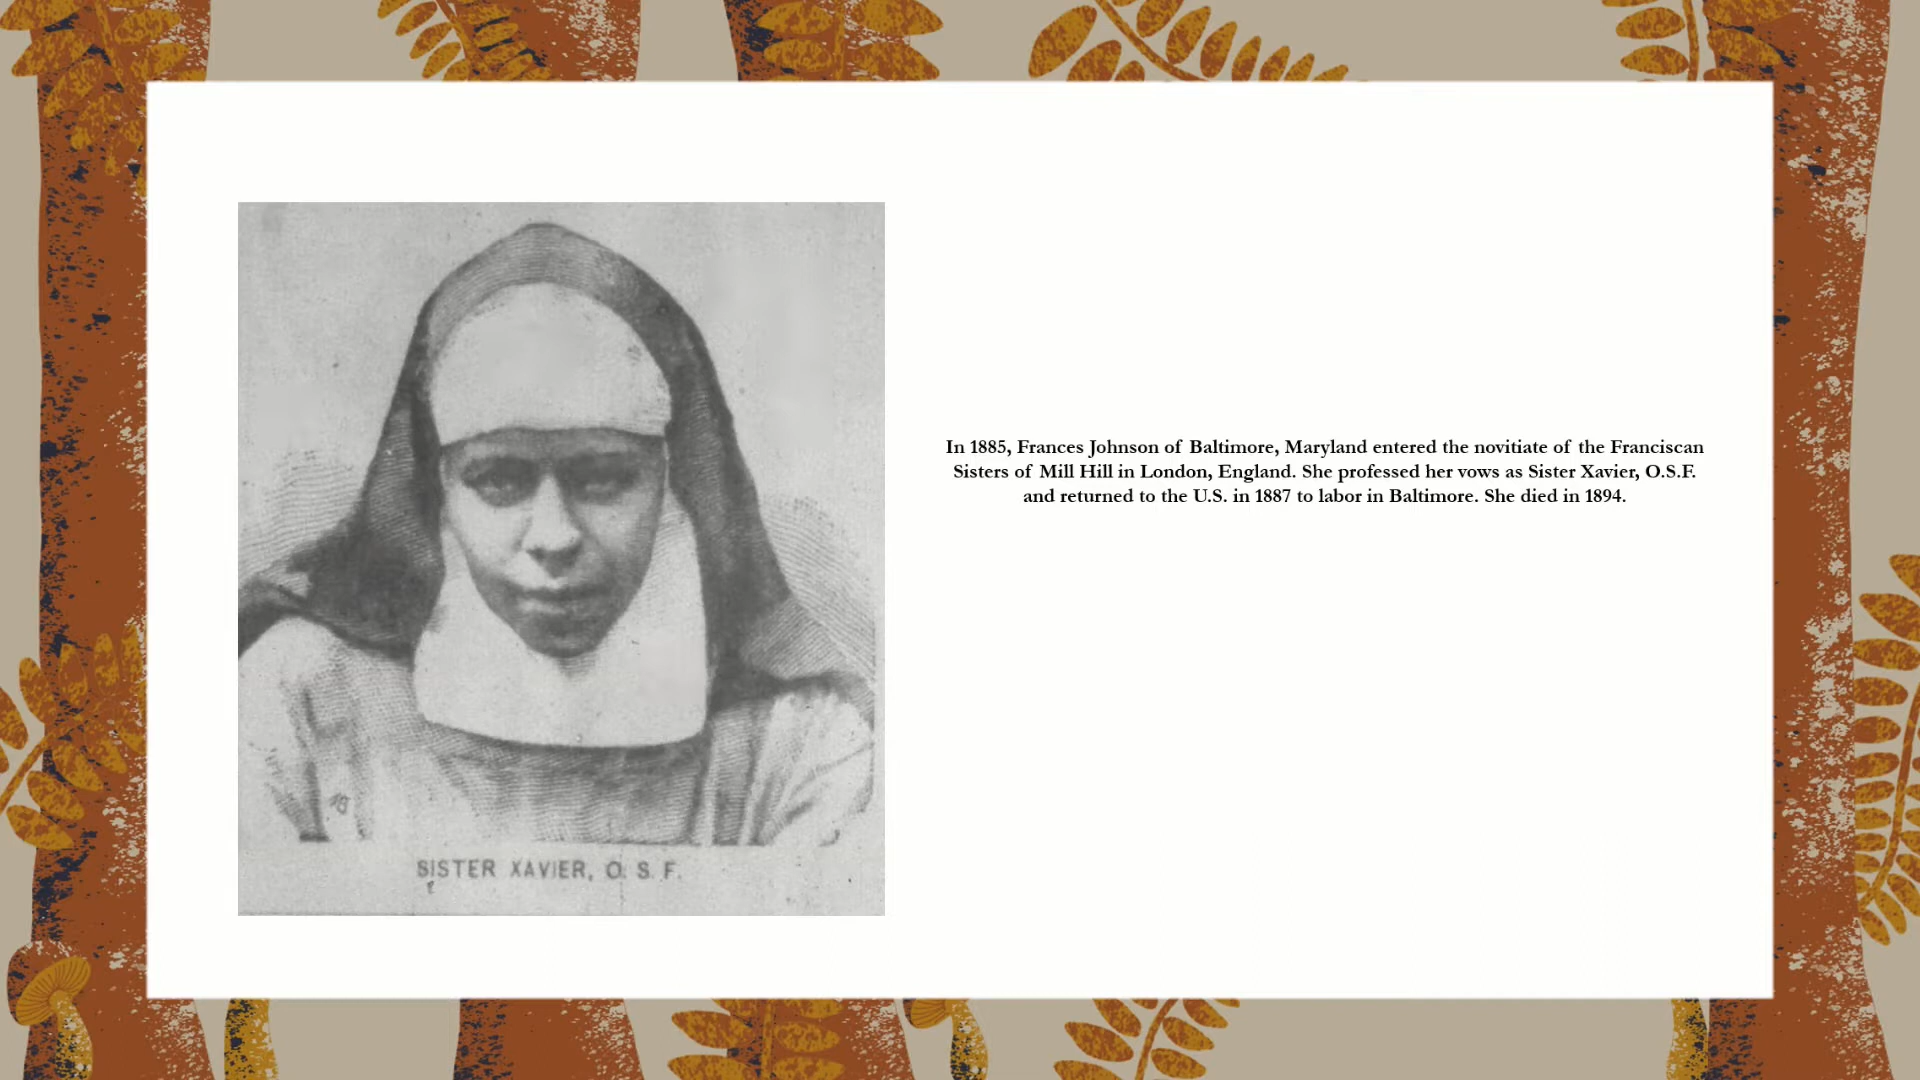 In 1885, Frances Johnson of Baltimore, Maryland entered the novitiate of the Franciscan
Sisters of Mill Hill in London, England. She professed her vows as Sister Xavier, O.S.F.
and returned to the U.S. in 1887 to labor in Baltimore. She died in 1894.
SISTER XAVIER, O. S. F.